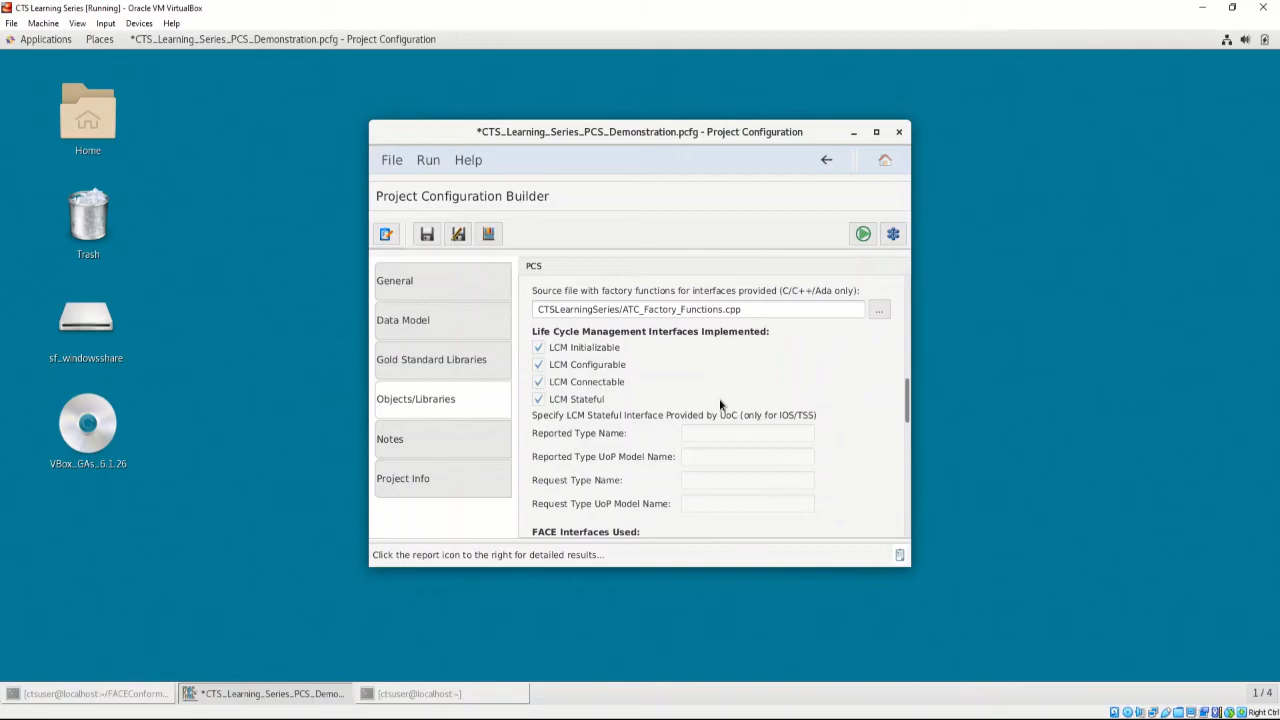 CTS Learning Series [Running] - Oracle VM VirtualBox
File Machine View Input Devices Help
Applications Places *CTS_Learning_Series_PCS_Demonstration.pcfg - Project Configuration
Home
Trash
sf_windowsshare
VBox_GAs_6.1.26
*CTS_Learning_Series_PCS_Demonstration.pcfg - Project Configuration
File Run Help
Project Configuration Builder
General
Data Model
Gold Standard Libraries
Objects/Libraries
Notes
Project Info
PCS
Source file with factory functions for interfaces provided (C/C++/Ada only):
CTSLearningSeries/ATC_Factory_Functions.cpp ...
Life Cycle Management Interfaces Implemented:
LCM Initializable
LCM Configurable
LCM Connectable
LCM Stateful
Specify LCM Stateful Interface Provided by UoC (only for IOS/TSS)
Reported Type Name:
Reported Type UoP Model Name:
Request Type Name:
Request Type UoP Model Name:
FACE Interfaces Used:
Click the report icon to the right for detailed results...
[ctsuser@localhost:~/FACEConform... *CTS_Learning_Series_PCS_Demo... [ctsuser@localhost:~] 1 / 4
Right Ctrl